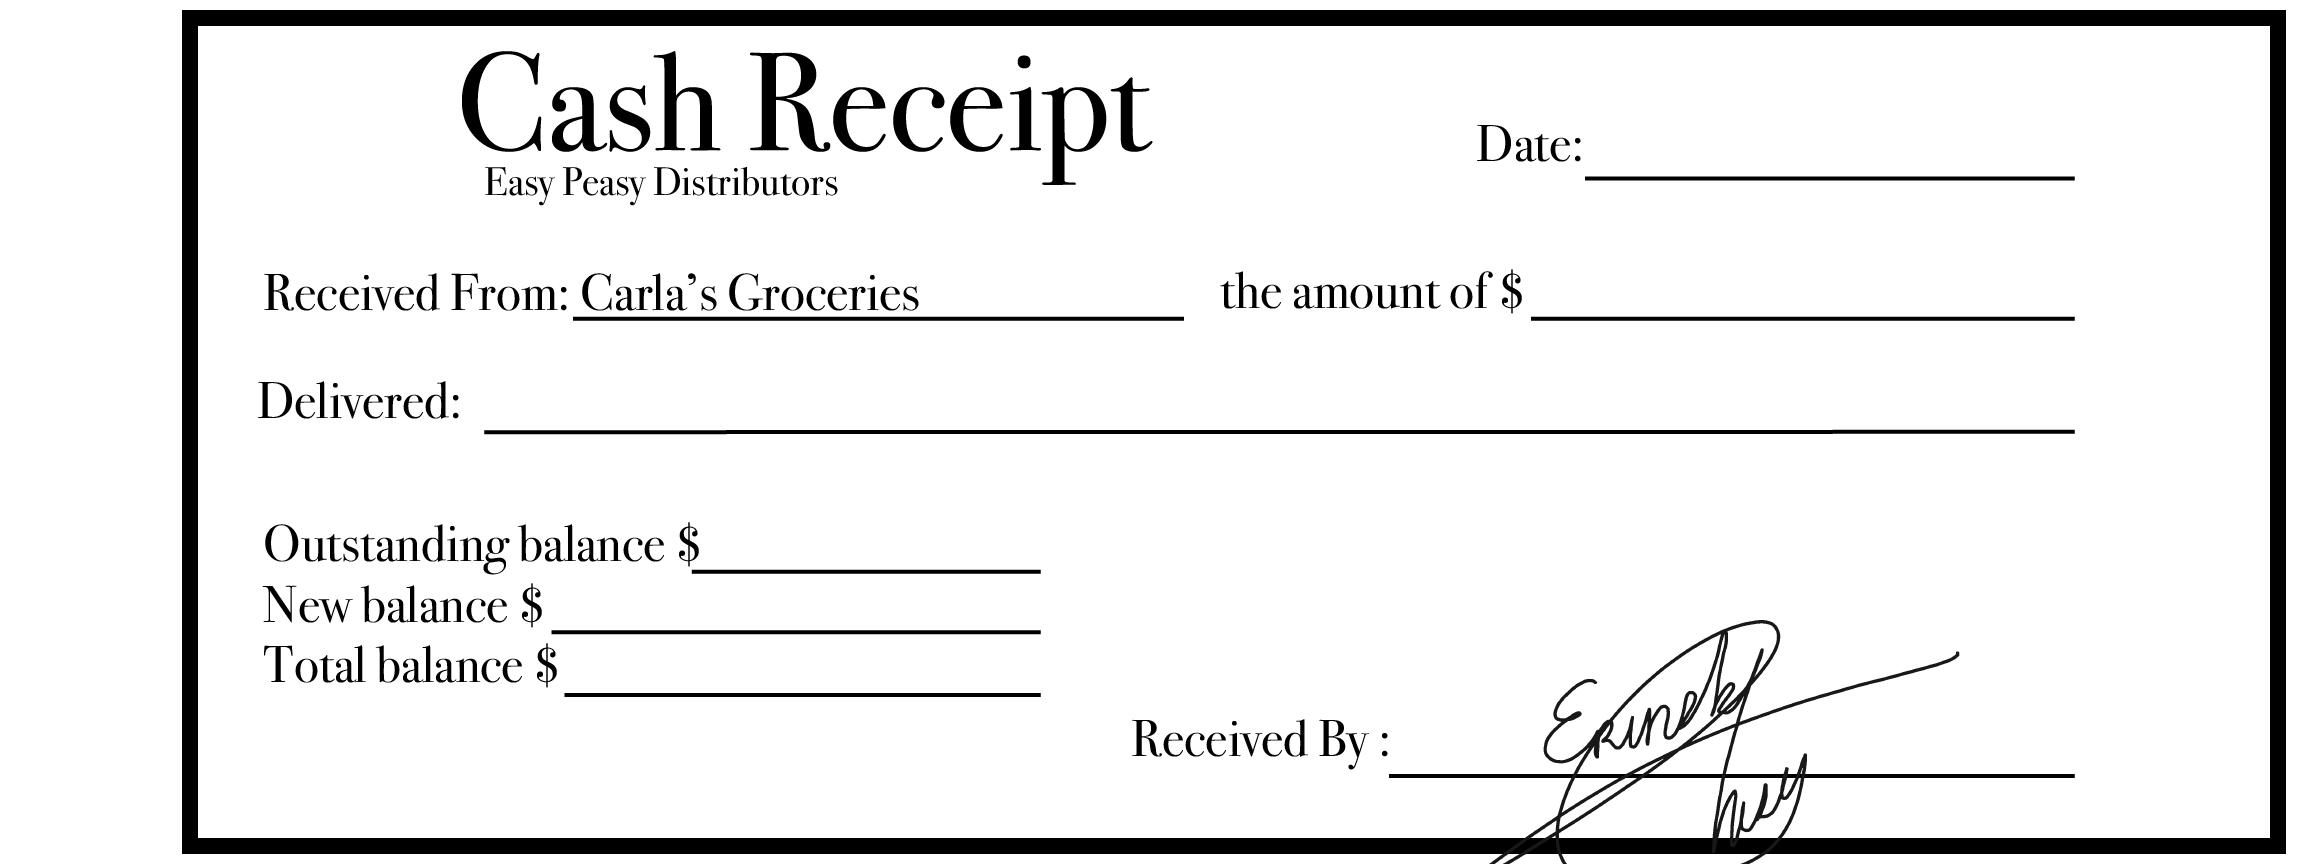 Cash Receipt
Easy Peasy Distributors
Date:
Received From: Carla’s Groceries the amount of $
Delivered:
Outstanding balance $
New balance $
Total balance $
Received By :